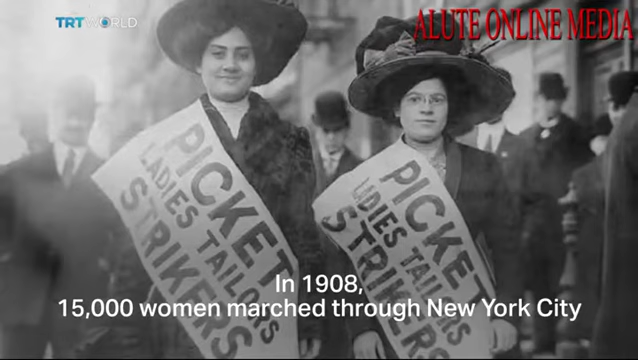 TRT WORLD
ALUTE ONLINE MEDIA
PICKET
LADIES TAILORS
STRIKERS
PICKET
LADIES TAILORS
STRIKERS
In 1908,
15,000 women marched through New York City